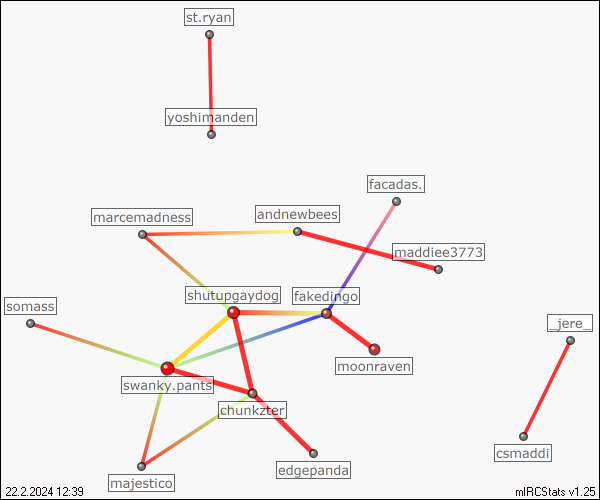 st.ryan
yoshimanden
facadas.
marcemadness
andnewbees
maddiee3773
shutupgaydog
fakedingo
somass
_jere_
moonraven
swanky.pants
chunkzter
csmaddi
edgepanda
majestico
22.2.2024 12:39
mIRCStats v1.25